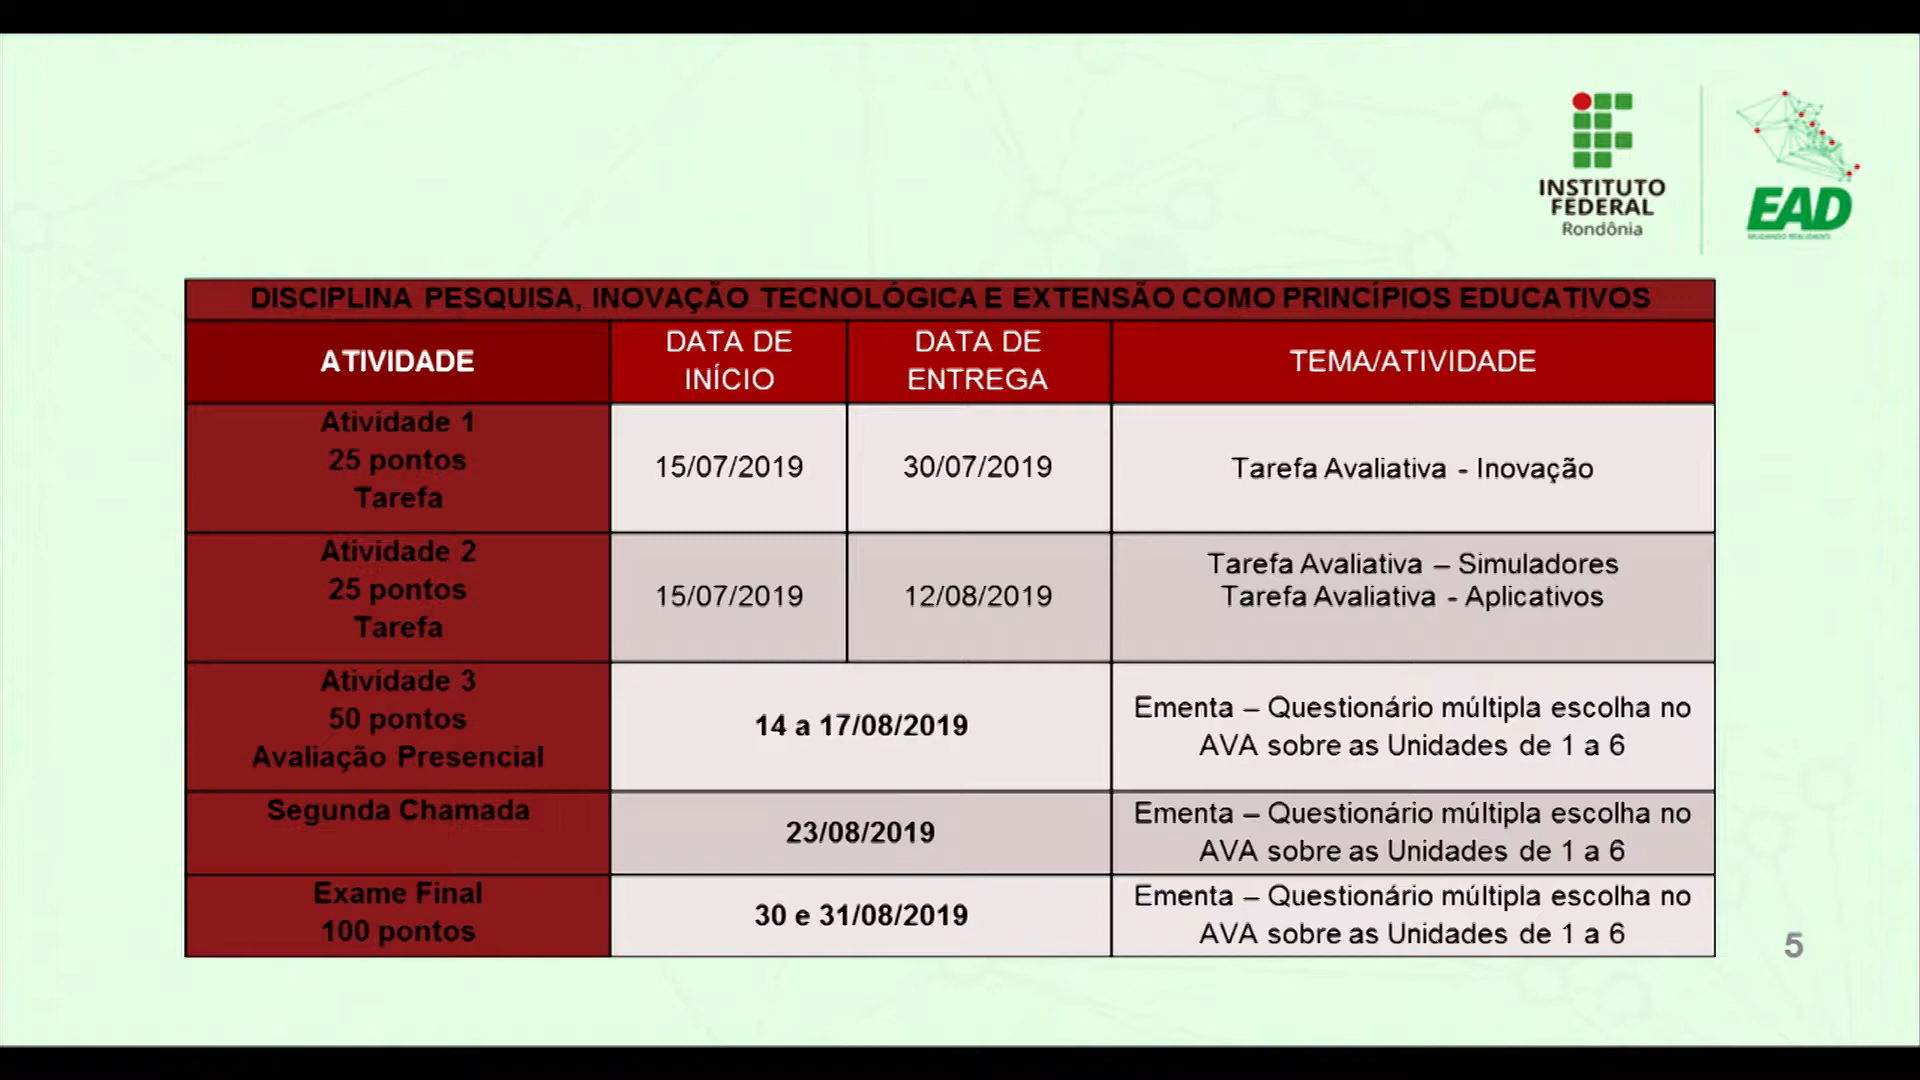 INSTITUTO
FEDERAL
Rondônia
EAD
DISCIPLINA PESQUISA, INOVAÇÃO TECNOLÓGICA E EXTENSÃO COMO PRINCÍPIOS EDUCATIVOS
ATIVIDADE
DATA DE
INÍCIO
DATA DE
ENTREGA
TEMA/ATIVIDADE
Atividade 1
25 pontos
Tarefa
15/07/2019
30/07/2019
Tarefa Avaliativa - Inovação
Atividade 2
25 pontos
Tarefa
15/07/2019
12/08/2019
Tarefa Avaliativa – Simuladores
Tarefa Avaliativa - Aplicativos
Atividade 3
50 pontos
Avaliação Presencial
14 a 17/08/2019
Ementa – Questionário múltipla escolha no
AVA sobre as Unidades de 1 a 6
Segunda Chamada
23/08/2019
Ementa – Questionário múltipla escolha no
AVA sobre as Unidades de 1 a 6
Exame Final
100 pontos
30 e 31/08/2019
Ementa – Questionário múltipla escolha no
AVA sobre as Unidades de 1 a 6
5